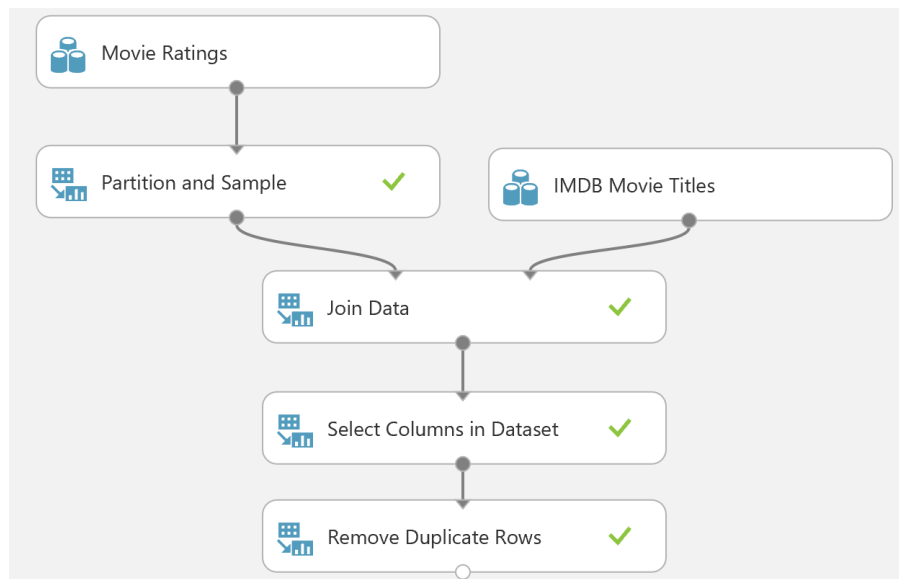 Movie Ratings
Partition and Sample
IMDB Movie Titles
Join Data
Select Columns in Dataset
Remove Duplicate Rows